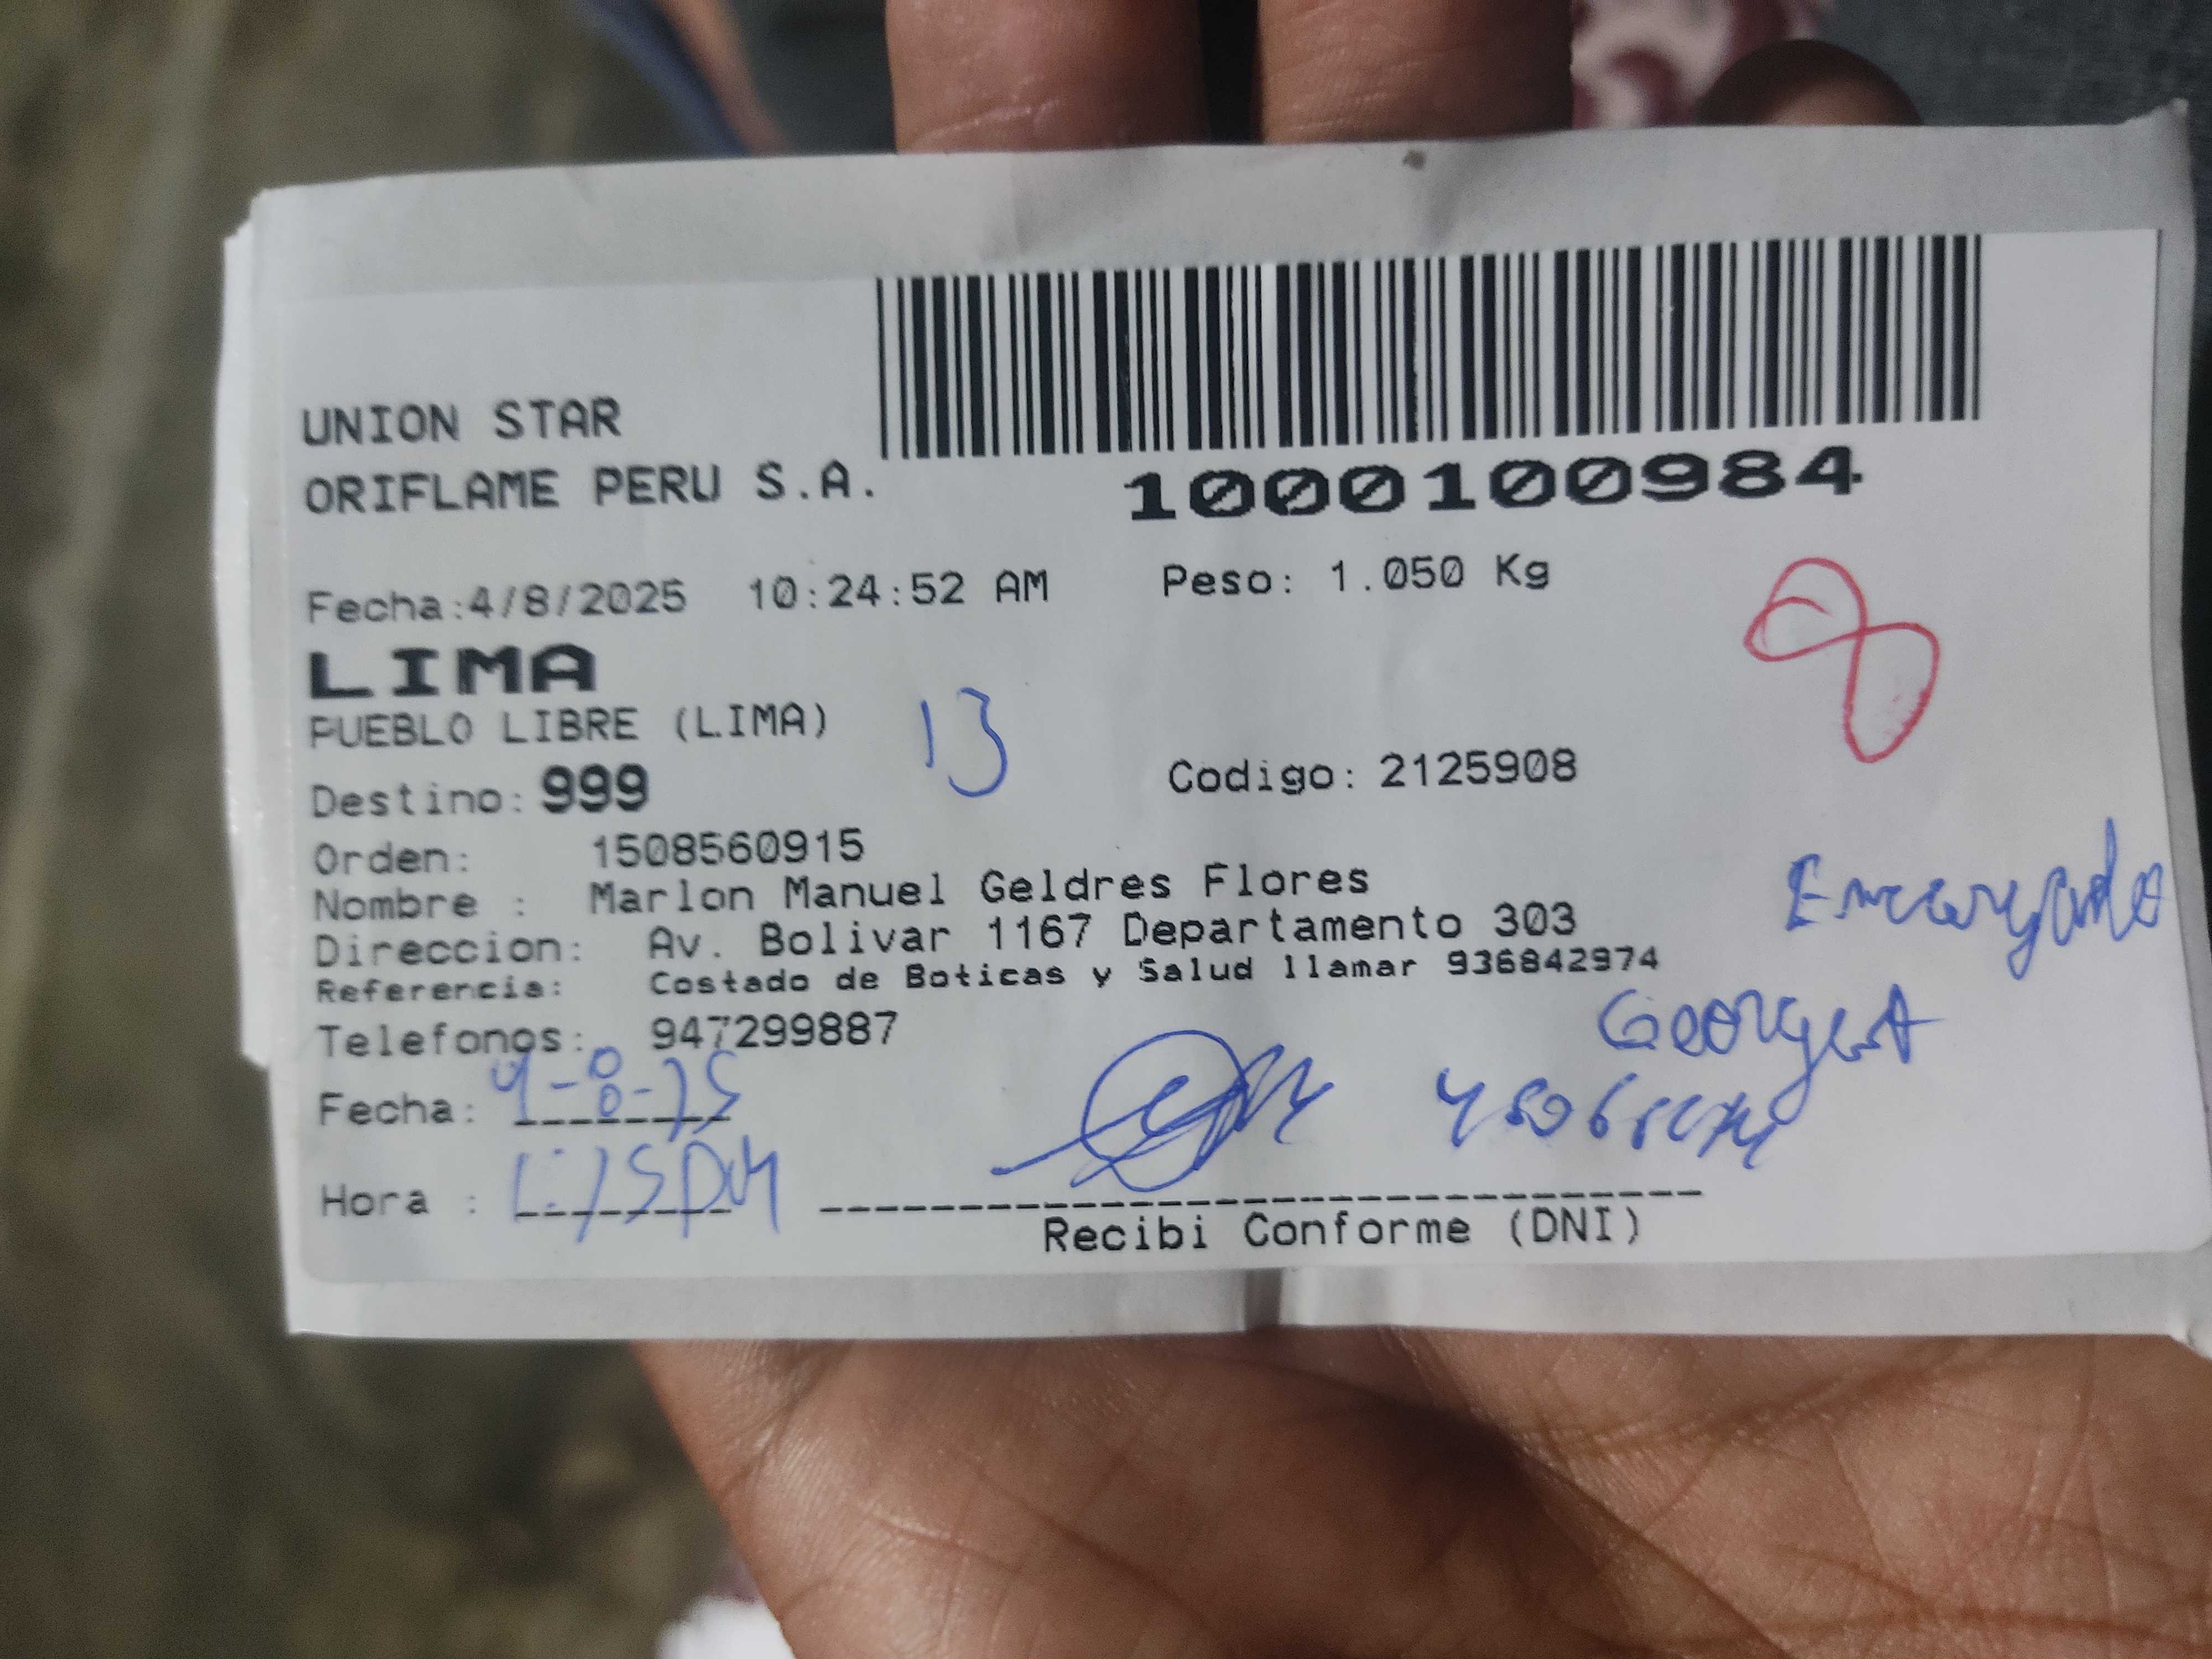 UNION STAR
ORIFLAME PERU S.A.
1000100984
Fecha:4/8/2025 10:24:52 AM Peso: 1.050 Kg
LIMA
8
PUEBLO LIBRE (LIMA)
13
Destino: 999 Codigo: 2125908
Orden: 1508560915
Nombre : Marlon Manuel Geldres Flores
Encargado
Direccion: Av. Bolivar 1167 Departamento 303
Referencia: Costado de Boticas y Salud llamar 936842974
Telefonos: 947299887
Fecha:
Hora :
Recibi Conforme (DNI)